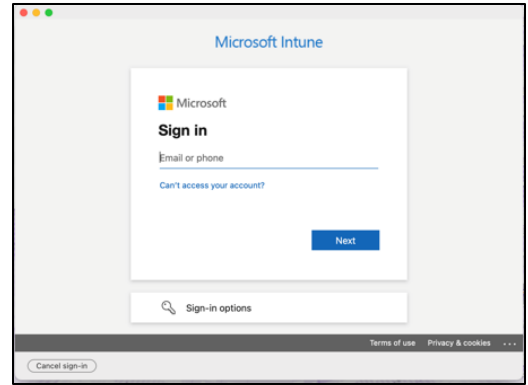 Microsoft Intune
Microsoft
Sign in
Email or phone
Can't access your account?
Next
Sign-in options
Terms of use Privacy & cookies ...
Cancel sign-in